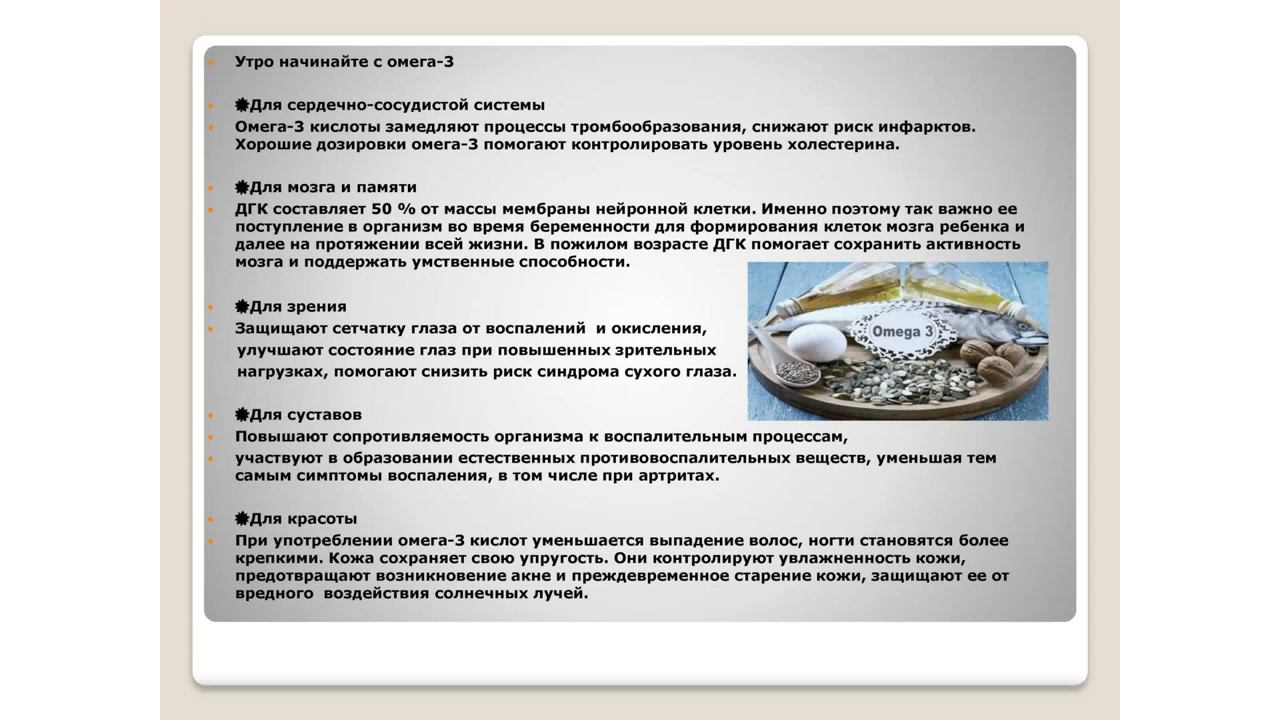 Утро начинайте с омега-3
✹Для сердечно-сосудистой системы
Омега-3 кислоты замедляют процессы тромбообразования, снижают риск инфарктов.
Хорошие дозировки омега-3 помогают контролировать уровень холестерина.
✹Для мозга и памяти
ДГК составляет 50 % от массы мембраны нейронной клетки. Именно поэтому так важно ее
поступление в организм во время беременности для формирования клеток мозга ребенка и
далее на протяжении всей жизни. В пожилом возрасте ДГК помогает сохранить активность
мозга и поддержать умственные способности.
✹Для зрения
Защищают сетчатку глаза от воспалений  и окисления,
улучшают состояние глаз при повышенных зрительных
нагрузках, помогают снизить риск синдрома сухого глаза.
Omega 3
✹Для суставов
Повышают сопротивляемость организма к воспалительным процессам,
участвуют в образовании естественных противовоспалительных веществ, уменьшая тем
самым симптомы воспаления, в том числе при артритах.
✹Для красоты
При употреблении омега-3 кислот уменьшается выпадение волос, ногти становятся более
крепкими. Кожа сохраняет свою упругость. Они контролируют увлажненность кожи,
предотвращают возникновение акне и преждевременное старение кожи, защищают ее от
вредного  воздействия солнечных лучей.